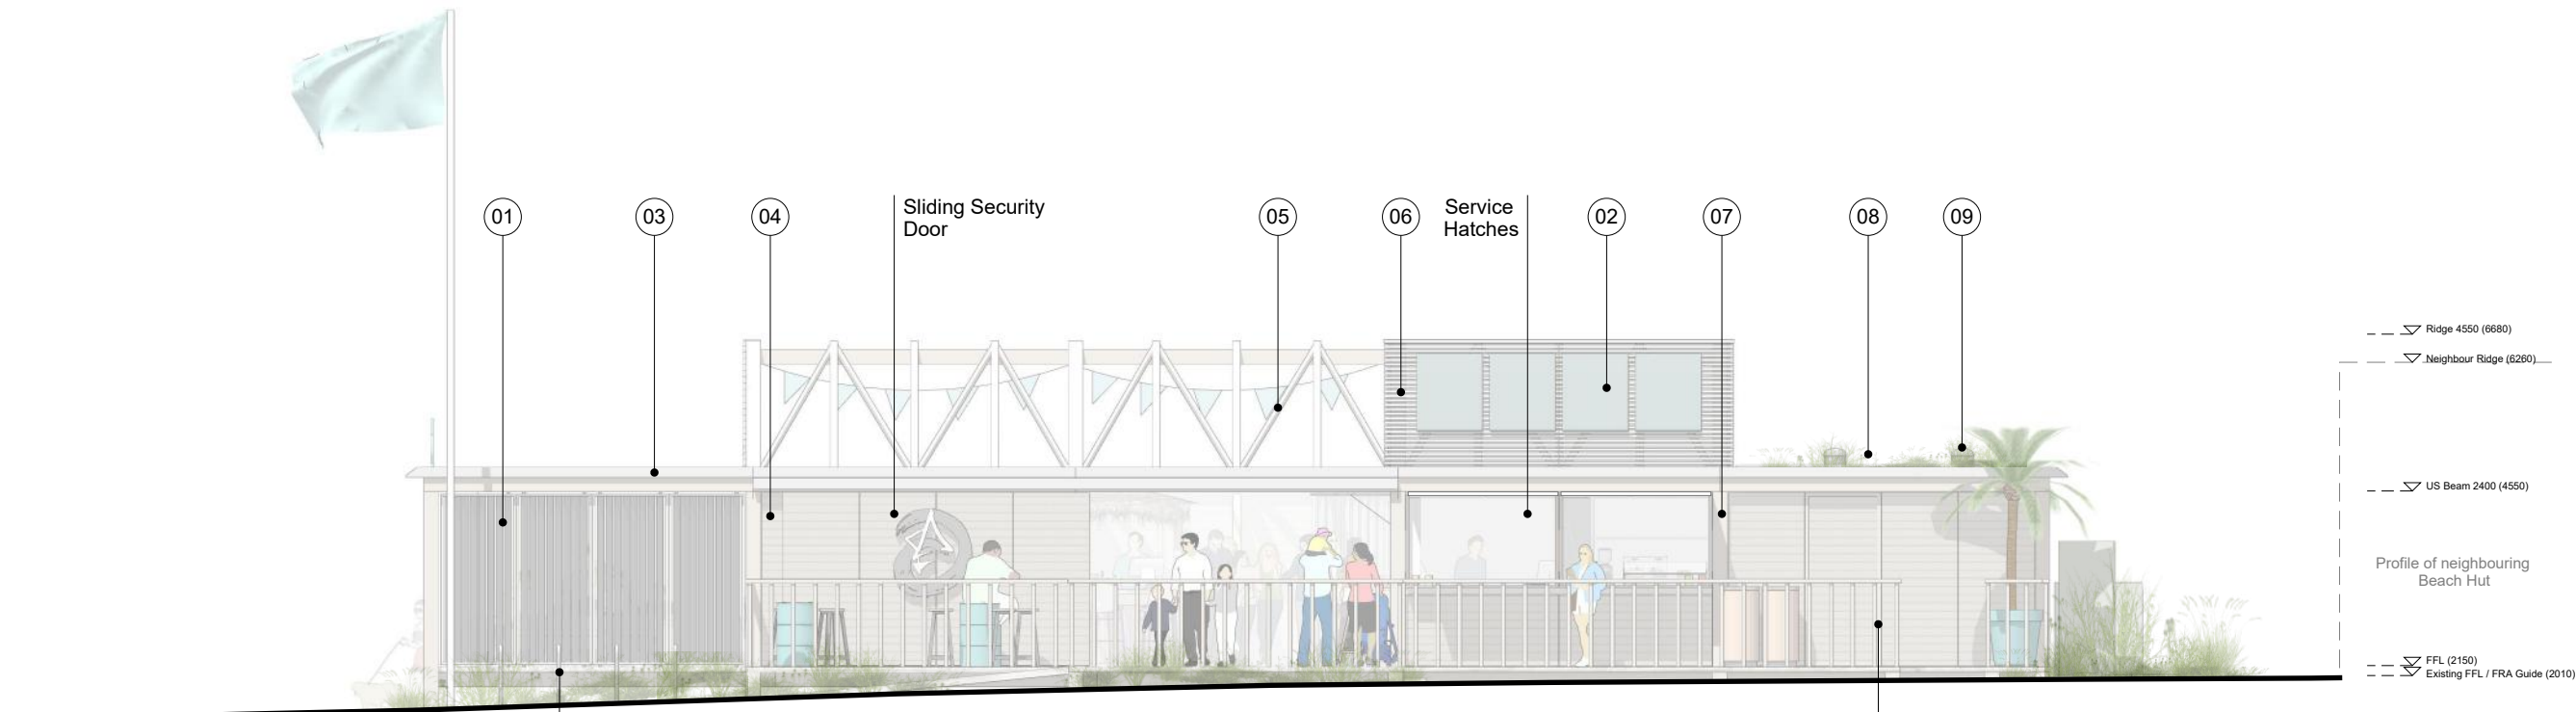 01
03
04
Sliding Security
Door
05
06
Service
Hatches
02
07
08
09
Ridge 4550 (6680)
Neighbour Ridge (6260)
US Beam 2400 (4550)
Profile of neighbouring
Beach Hut
FFL (2150)
Existing FFL / FRA Guide (2010)